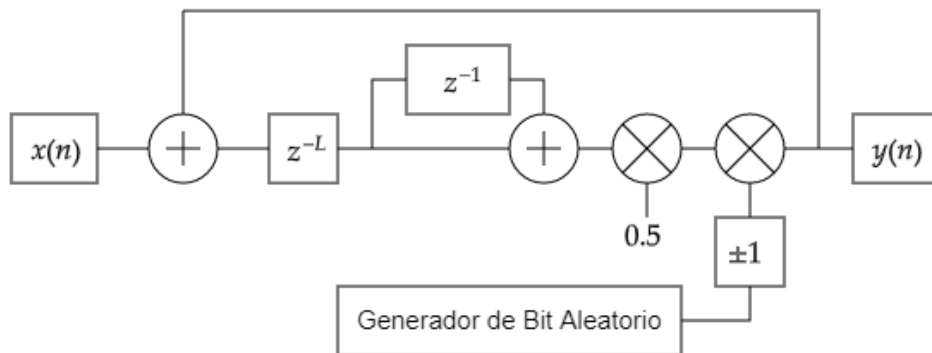 z⁻¹
x(n)
+
z⁻ᴸ
+
y(n)
0.5
±1
Generador de Bit Aleatorio